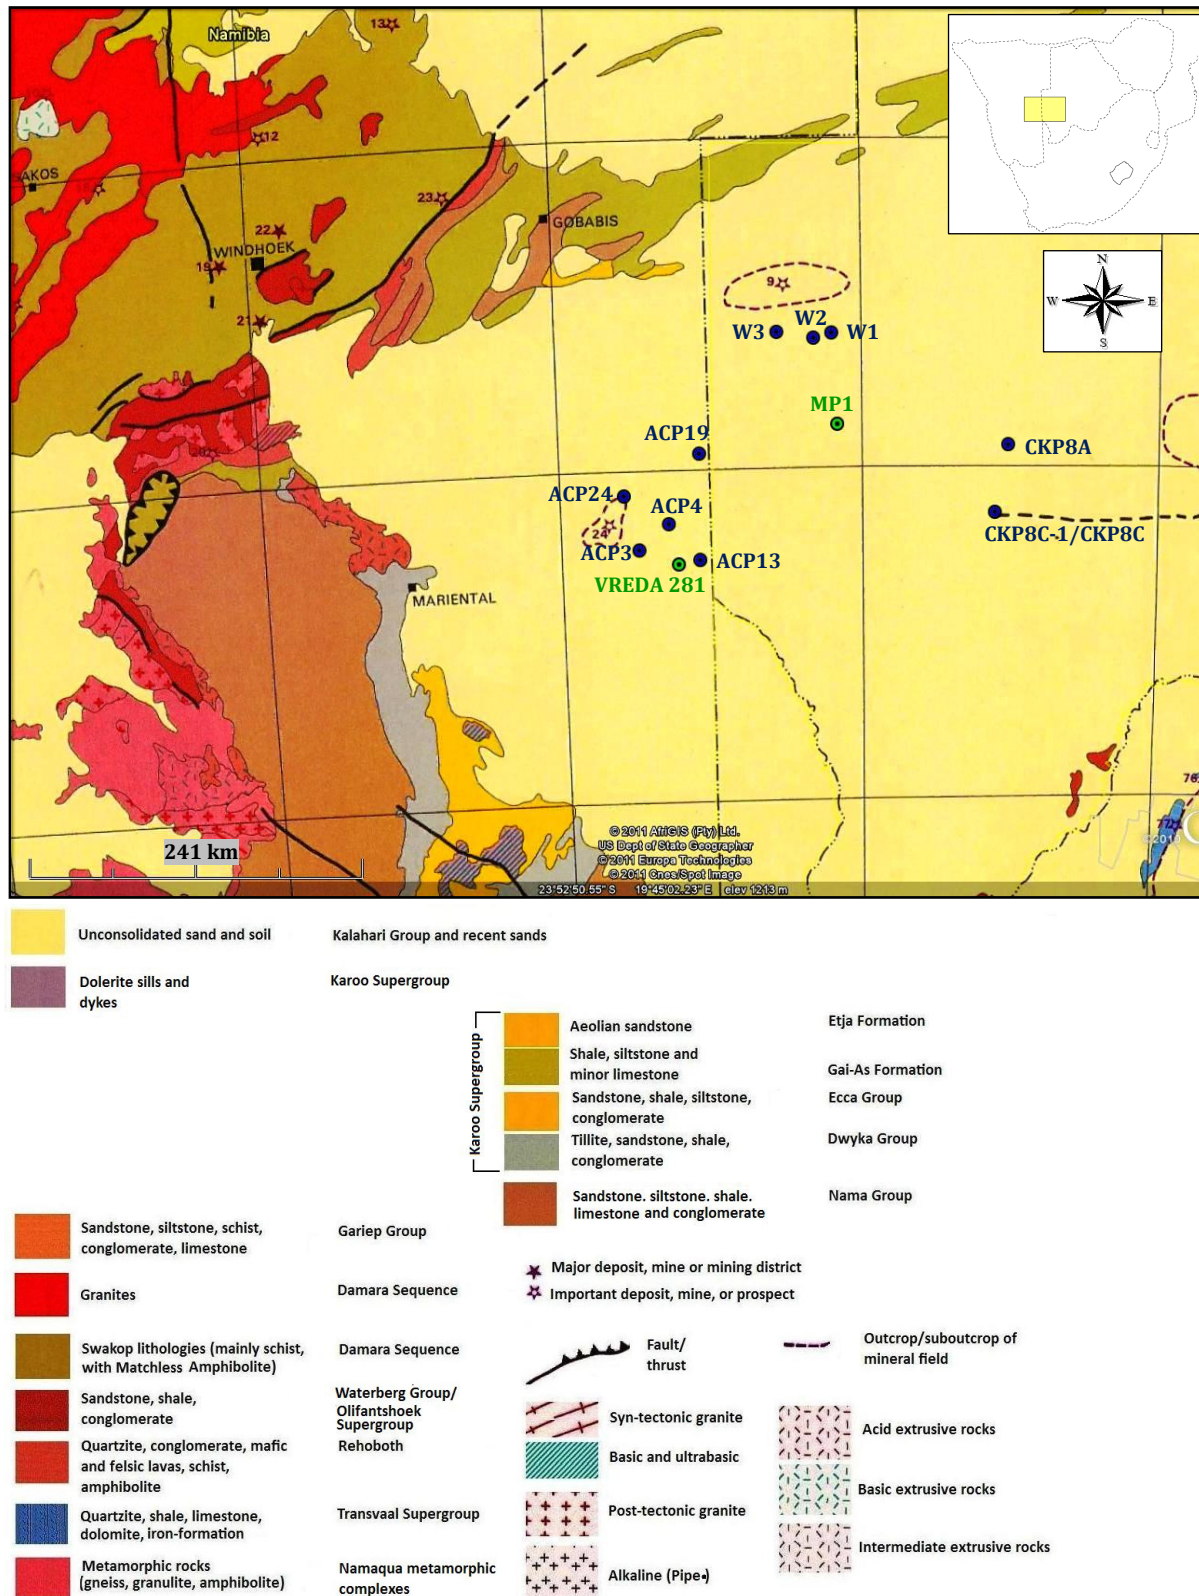 Namibia
13
12
AKOS
23
22
WINDHOEK
19
21
GOBABIS
9
W3
W2
W1
N
W
E
S
MP1
ACP19
CKP8A
ACP24
ACP4
24
ACP3
ACP13
CKP8C-1/CKP8C
VREDA 281
MARIENTAL
76
77
241 km
© 2011 AfriGIS (Pty) Ltd.
US Dept of State Geographer
© 2011 Europa Technologies
© 2011 Cnes/Spot Image
23°52'50.55" S 19°45'02.23" E elev 1213 m
©2010
Unconsolidated sand and soil
Kalahari Group and recent sands
Dolerite sills and
dykes
Karoo Supergroup
Karoo Supergroup
Aeolian sandstone
Etja Formation
Shale, siltstone and
minor limestone
Gai-As Formation
Sandstone, shale, siltstone,
conglomerate
Ecca Group
Tillite, sandstone, shale,
conglomerate
Dwyka Group
Sandstone. siltstone. shale.
limestone and conglomerate
Nama Group
Sandstone, siltstone, schist,
conglomerate, limestone
Gariep Group
Granites
Damara Sequence
Swakop lithologies (mainly schist,
with Matchless Amphibolite)
Damara Sequence
Sandstone, shale,
conglomerate
Waterberg Group/
Olifantshoek
Supergroup
Quartzite, conglomerate, mafic
and felsic lavas, schist,
amphibolite
Rehoboth
Quartzite, shale, limestone,
dolomite, iron-formation
Transvaal Supergroup
Metamorphic rocks
(gneiss, granulite, amphibolite)
Namaqua metamorphic
complexes
Major deposit, mine or mining district
Important deposit, mine, or prospect
Fault/
thrust
Outcrop/suboutcrop of
mineral field
Syn-tectonic granite
Basic and ultrabasic
Post-tectonic granite
Alkaline (Pipe )
Acid extrusive rocks
Basic extrusive rocks
Intermediate extrusive rocks